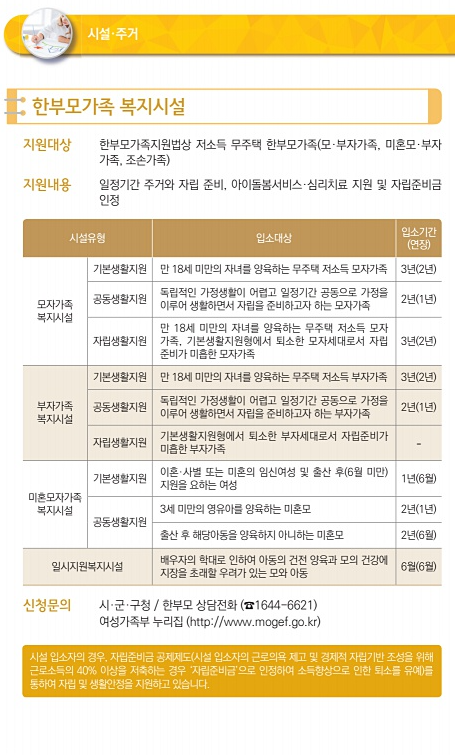 시설·주거
한부모가족 복지시설
지원대상 한부모가족지원법상 저소득 무주택 한부모가족(모·부자가족, 미혼모·부자
가족, 조손가족)
지원내용 일정기간 주거와 자립 준비, 아이돌봄서비스·심리치료 지원 및 자립준비금
인정
시설유형 입소대상 입소기간
(연장)
모자가족
복지시설
기본생활지원 만 18세 미만의 자녀를 양육하는 무주택 저소득 모자가족 3년(2년)
공동생활지원 독립적인 가정생활이 어렵고 일정기간 공동으로 가정을
이루어 생활하면서 자립을 준비하고자 하는 모자가족 2년(1년)
자립생활지원 만 18세 미만의 자녀를 양육하는 무주택 저소득 모자
가족, 기본생활지원형에서 퇴소한 모자세대로서 자립
준비가 미흡한 모자가족 3년(2년)
부자가족
복지시설
기본생활지원 만 18세 미만의 자녀를 양육하는 무주택 저소득 부자가족 3년(2년)
공동생활지원 독립적인 가정생활이 어렵고 일정기간 공동으로 가정을
이루어 생활하면서 자립을 준비하고자 하는 부자가족 2년(1년)
자립생활지원 기본생활지원형에서 퇴소한 부자세대로서 자립준비가
미흡한 부자가족 -
미혼모자가족
복지시설
기본생활지원 이혼·사별 또는 미혼의 임신여성 및 출산 후(6월 미만)
지원을 요하는 여성 1년(6월)
공동생활지원 3세 미만의 영유아를 양육하는 미혼모 2년(1년)
출산 후 해당아동을 양육하지 아니하는 미혼모 2년(6월)
일시지원복지시설 배우자의 학대로 인하여 아동의 건전 양육과 모의 건강에
지장을 초래할 우려가 있는 모와 아동 6월(6월)
신청문의 시·군·구청 / 한부모 상담전화 (☎1644-6621)
여성가족부 누리집 (http://www.mogef.go.kr)
시설 입소자의 경우, 자립준비금 공제제도(시설 입소자의 근로의욕 제고 및 경제적 자립기반 조성을 위해
근로소득의 40% 이상을 저축하는 경우 '자립준비금'으로 인정하여 소득향상으로 인한 퇴소를 유예)를
통하여 자립 및 생활안정을 지원하고 있습니다.